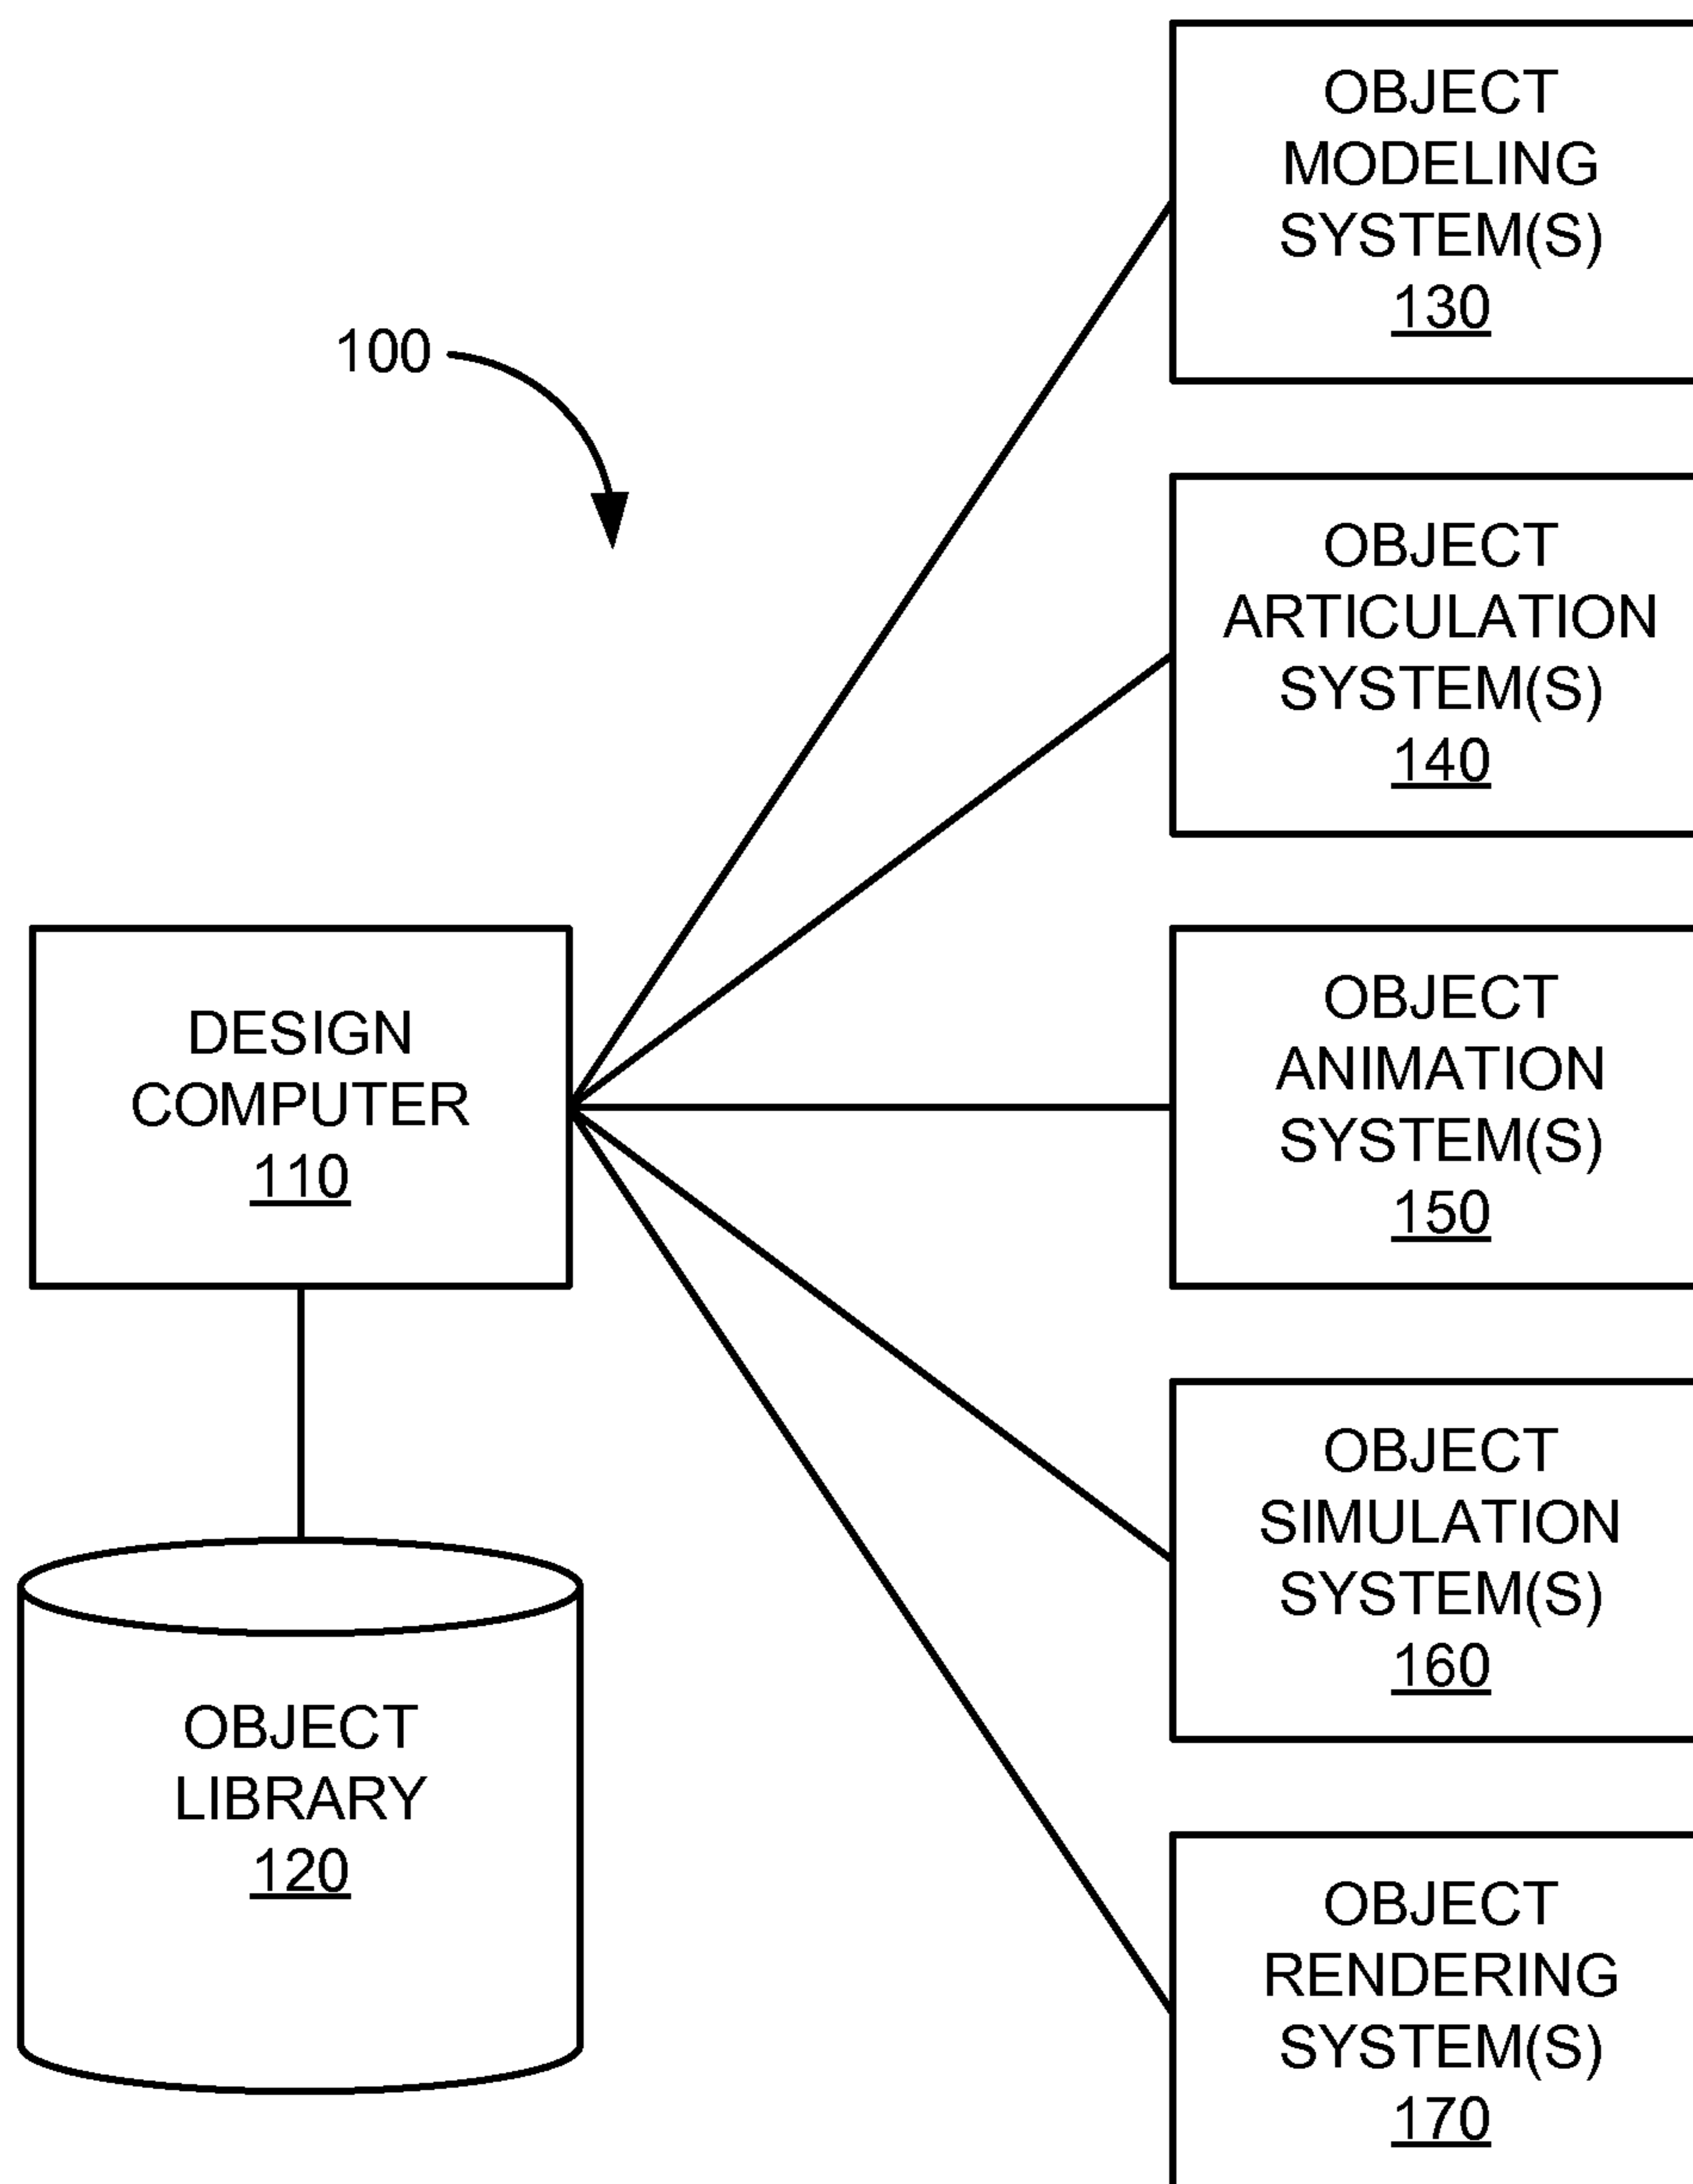 OBJECT
MODELING
SYSTEM(S)
130
100
OBJECT
ARTICULATION
SYSTEM(S)
140
DESIGN
COMPUTER
110
OBJECT
ANIMATION
SYSTEM(S)
150
OBJECT
SIMULATION
SYSTEM(S)
160
OBJECT
LIBRARY
120
OBJECT
RENDERING
SYSTEM(S)
170